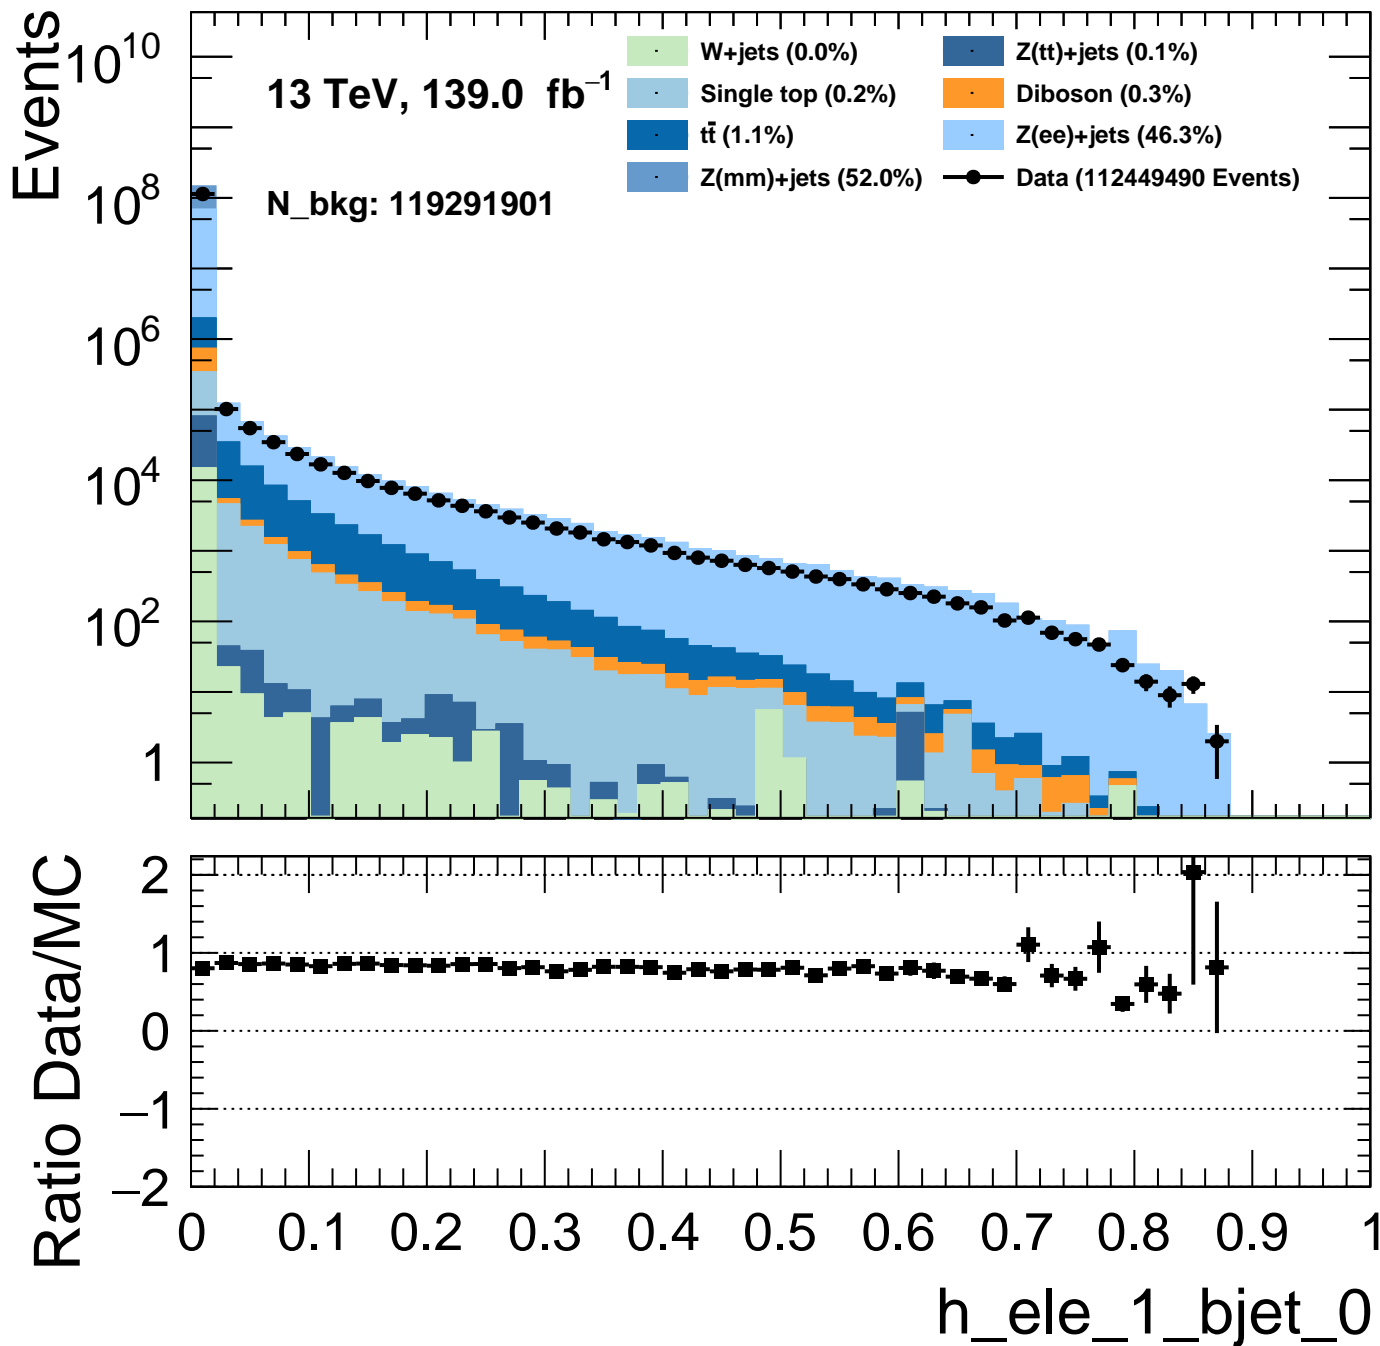 Events
10^10
10^8
10^6
10^4
10^2
1
13 TeV, 139.0 fb^−1
N_bkg: 119291901
W+jets (0.0%)
Single top (0.2%)
tt̄ (1.1%)
Z(mm)+jets (52.0%)
Z(tt)+jets (0.1%)
Diboson (0.3%)
Z(ee)+jets (46.3%)
Data (112449490 Events)
Ratio Data/MC
2
1
0
−1
−2
0 0.1 0.2 0.3 0.4 0.5 0.6 0.7 0.8 0.9 1
h_ele_1_bjet_0